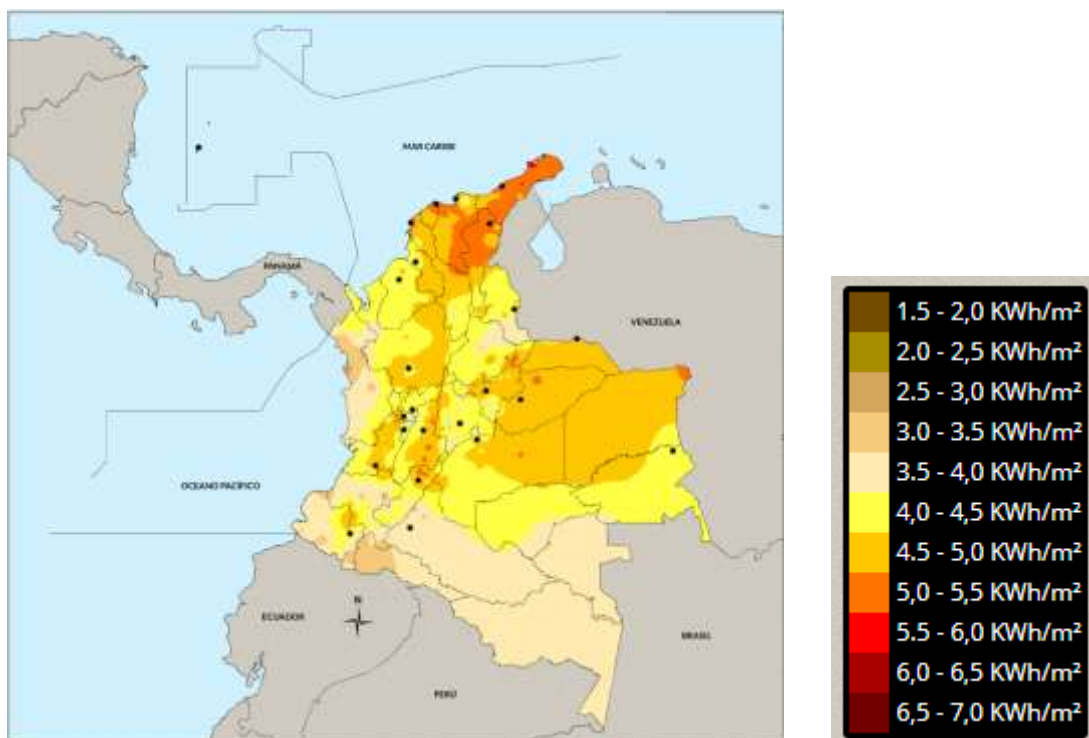 MAR CARIBE
PANAMÁ
VENEZUELA
OCEANO PACÍFICO
N
ECUADOR
BRASIL
PERÚ
1.5 - 2,0 KWh/m²
2.0 - 2,5 KWh/m²
2.5 - 3,0 KWh/m²
3.0 - 3.5 KWh/m²
3.5 - 4,0 KWh/m²
4,0 - 4,5 KWh/m²
4.5 - 5,0 KWh/m²
5,0 - 5,5 KWh/m²
5.5 - 6,0 KWh/m²
6,0 - 6,5 KWh/m²
6,5 - 7,0 KWh/m²